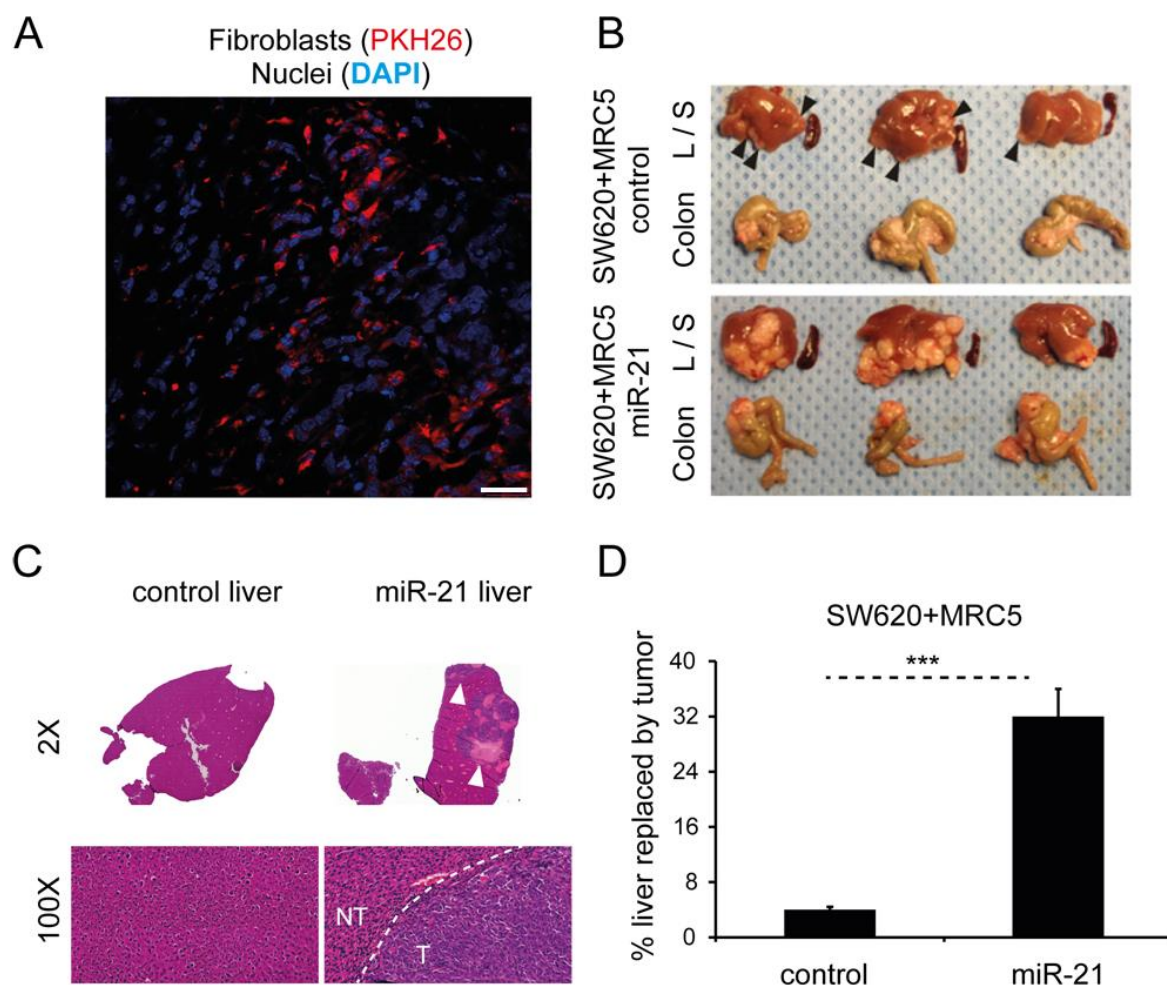 A
Fibroblasts (PKH26)
Nuclei (DAPI)
B
SW620+MRC5
control
L / S
Colon
SW620+MRC5
miR-21
L / S
Colon
C
control liver
miR-21 liver
2X
100X
NT
T
D
SW620+MRC5
% liver replaced by tumor
40
32
24
16
8
0
***
control
miR-21